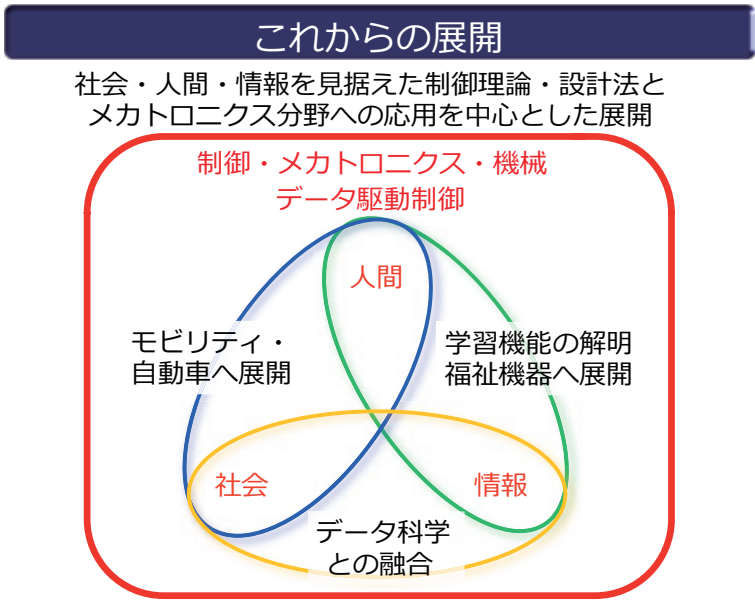 これからの展開
社会・人間・情報を見据えた制御理論・設計法と
メカトロニクス分野への応用を中心とした展開
制御・メカトロニクス・機械
データ駆動制御
人間
モビリティ・
自動車へ展開
学習機能の解明
福祉機器へ展開
社会
情報
データ科学
との融合